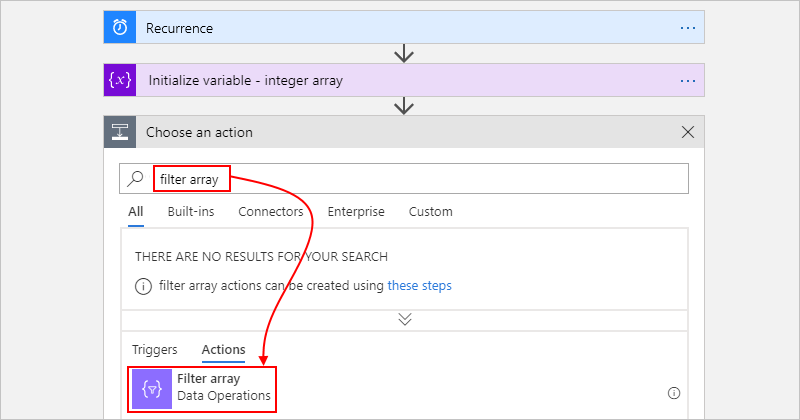 Recurrence
{x} Initialize variable - integer array
Choose an action
filter array
All Built-ins Connectors Enterprise Custom
THERE ARE NO RESULTS FOR YOUR SEARCH
filter array actions can be created using these steps
Triggers Actions
Filter array
Data Operations